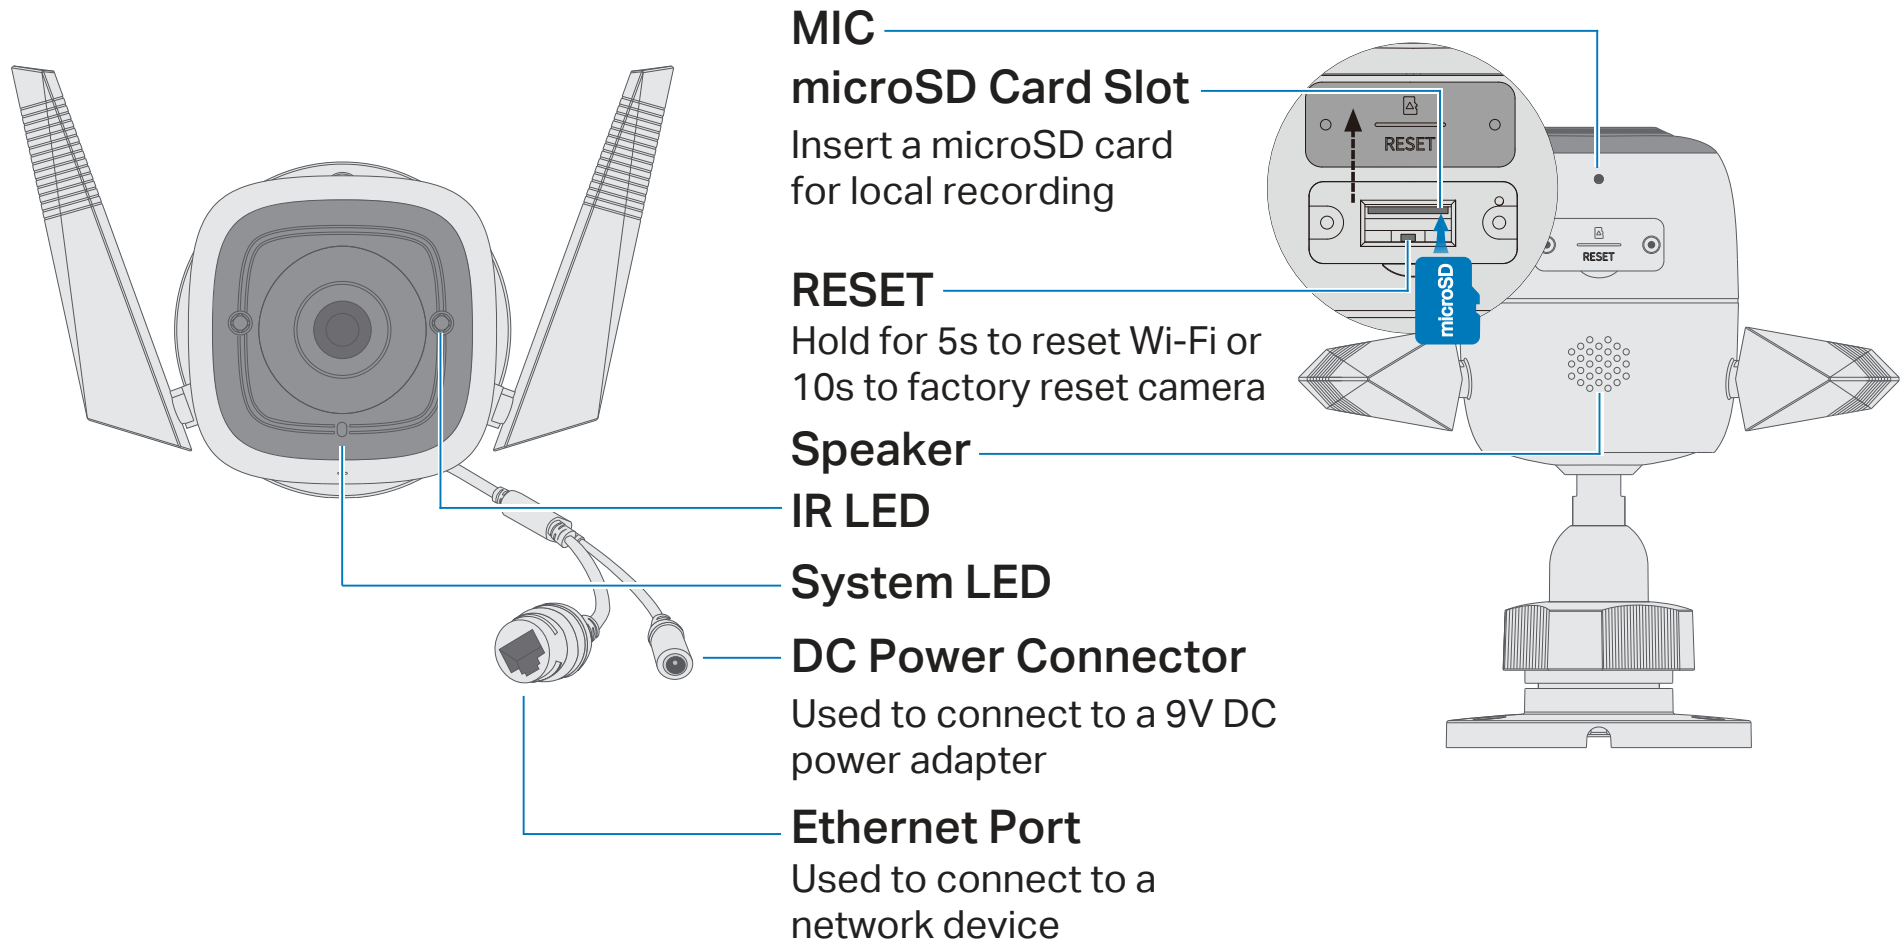 MIC
microSD Card Slot
Insert a microSD card
for local recording
RESET
Hold for 5s to reset Wi-Fi or
10s to factory reset camera
Speaker
IR LED
System LED
DC Power Connector
Used to connect to a 9V DC
power adapter
Ethernet Port
Used to connect to a
network device
RESET
microSD
RESET